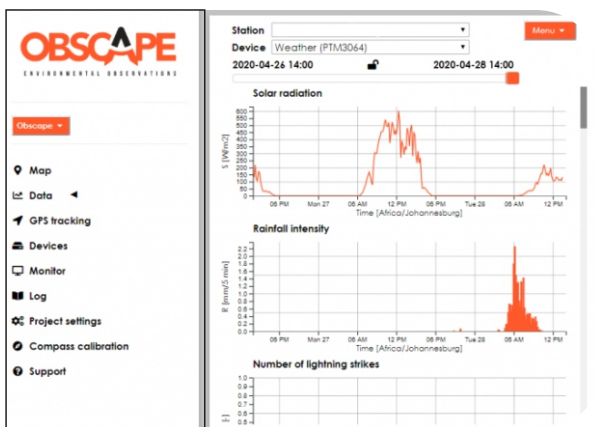 OBSCAPE
ENVIRONMENTAL OBSERVATIONS
Obscape
Map
Data
GPS tracking
Devices
Monitor
Log
Project settings
Compass calibration
Support
Station
Menu
Device Weather (PTM3064)
2020-04-26 14:00 2020-04-28 14:00
Solar radiation
600
550
500
450
400
350
300
250
200
150
100
50
0
S [W/m2]
06 PM Mon 27 06 AM 12 PM 06 PM Tue 28 06 AM 12 PM
Time [Africa/Johannesburg]
Rainfall intensity
2.2
2.0
1.8
1.6
1.4
1.2
1.0
0.8
0.6
0.4
0.2
0.0
R [mm/5 min]
06 PM Mon 27 06 AM 12 PM 06 PM Tue 28 06 AM 12 PM
Time [Africa/Johannesburg]
Number of lightning strikes
1.0
0.9
0.8
0.7
0.6
0.5
[-]